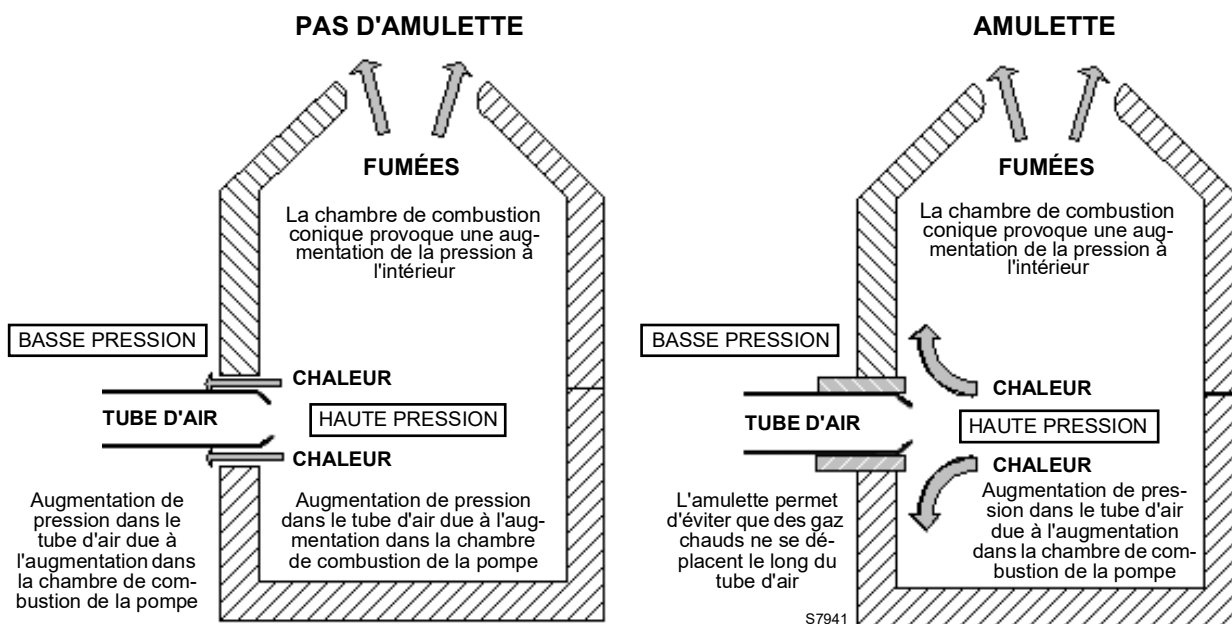 PAS D'AMULETTE
FUMÉES
La chambre de combustion
conique provoque une aug-
mentation de la pression à
l'intérieur
BASSE PRESSION
CHALEUR
TUBE D'AIR
HAUTE PRESSION
CHALEUR
Augmentation de
pression dans le
tube d'air due à
l'augmentation dans
la chambre de com-
bustion de la pompe
Augmentation de pression
dans le tube d'air due à l'aug-
mentation dans la chambre
de combustion de la pompe
AMULETTE
FUMÉES
La chambre de combustion
conique provoque une aug-
mentation de la pression à
l'intérieur
BASSE PRESSION
CHALEUR
TUBE D'AIR
HAUTE PRESSION
CHALEUR
L'amulette permet
d'éviter que des gaz
chauds ne se dé-
placent le long du
tube d'air
Augmentation de pres-
sion dans le tube d'air
due à l'augmentation
dans la chambre de com-
bustion de la pompe
S7941